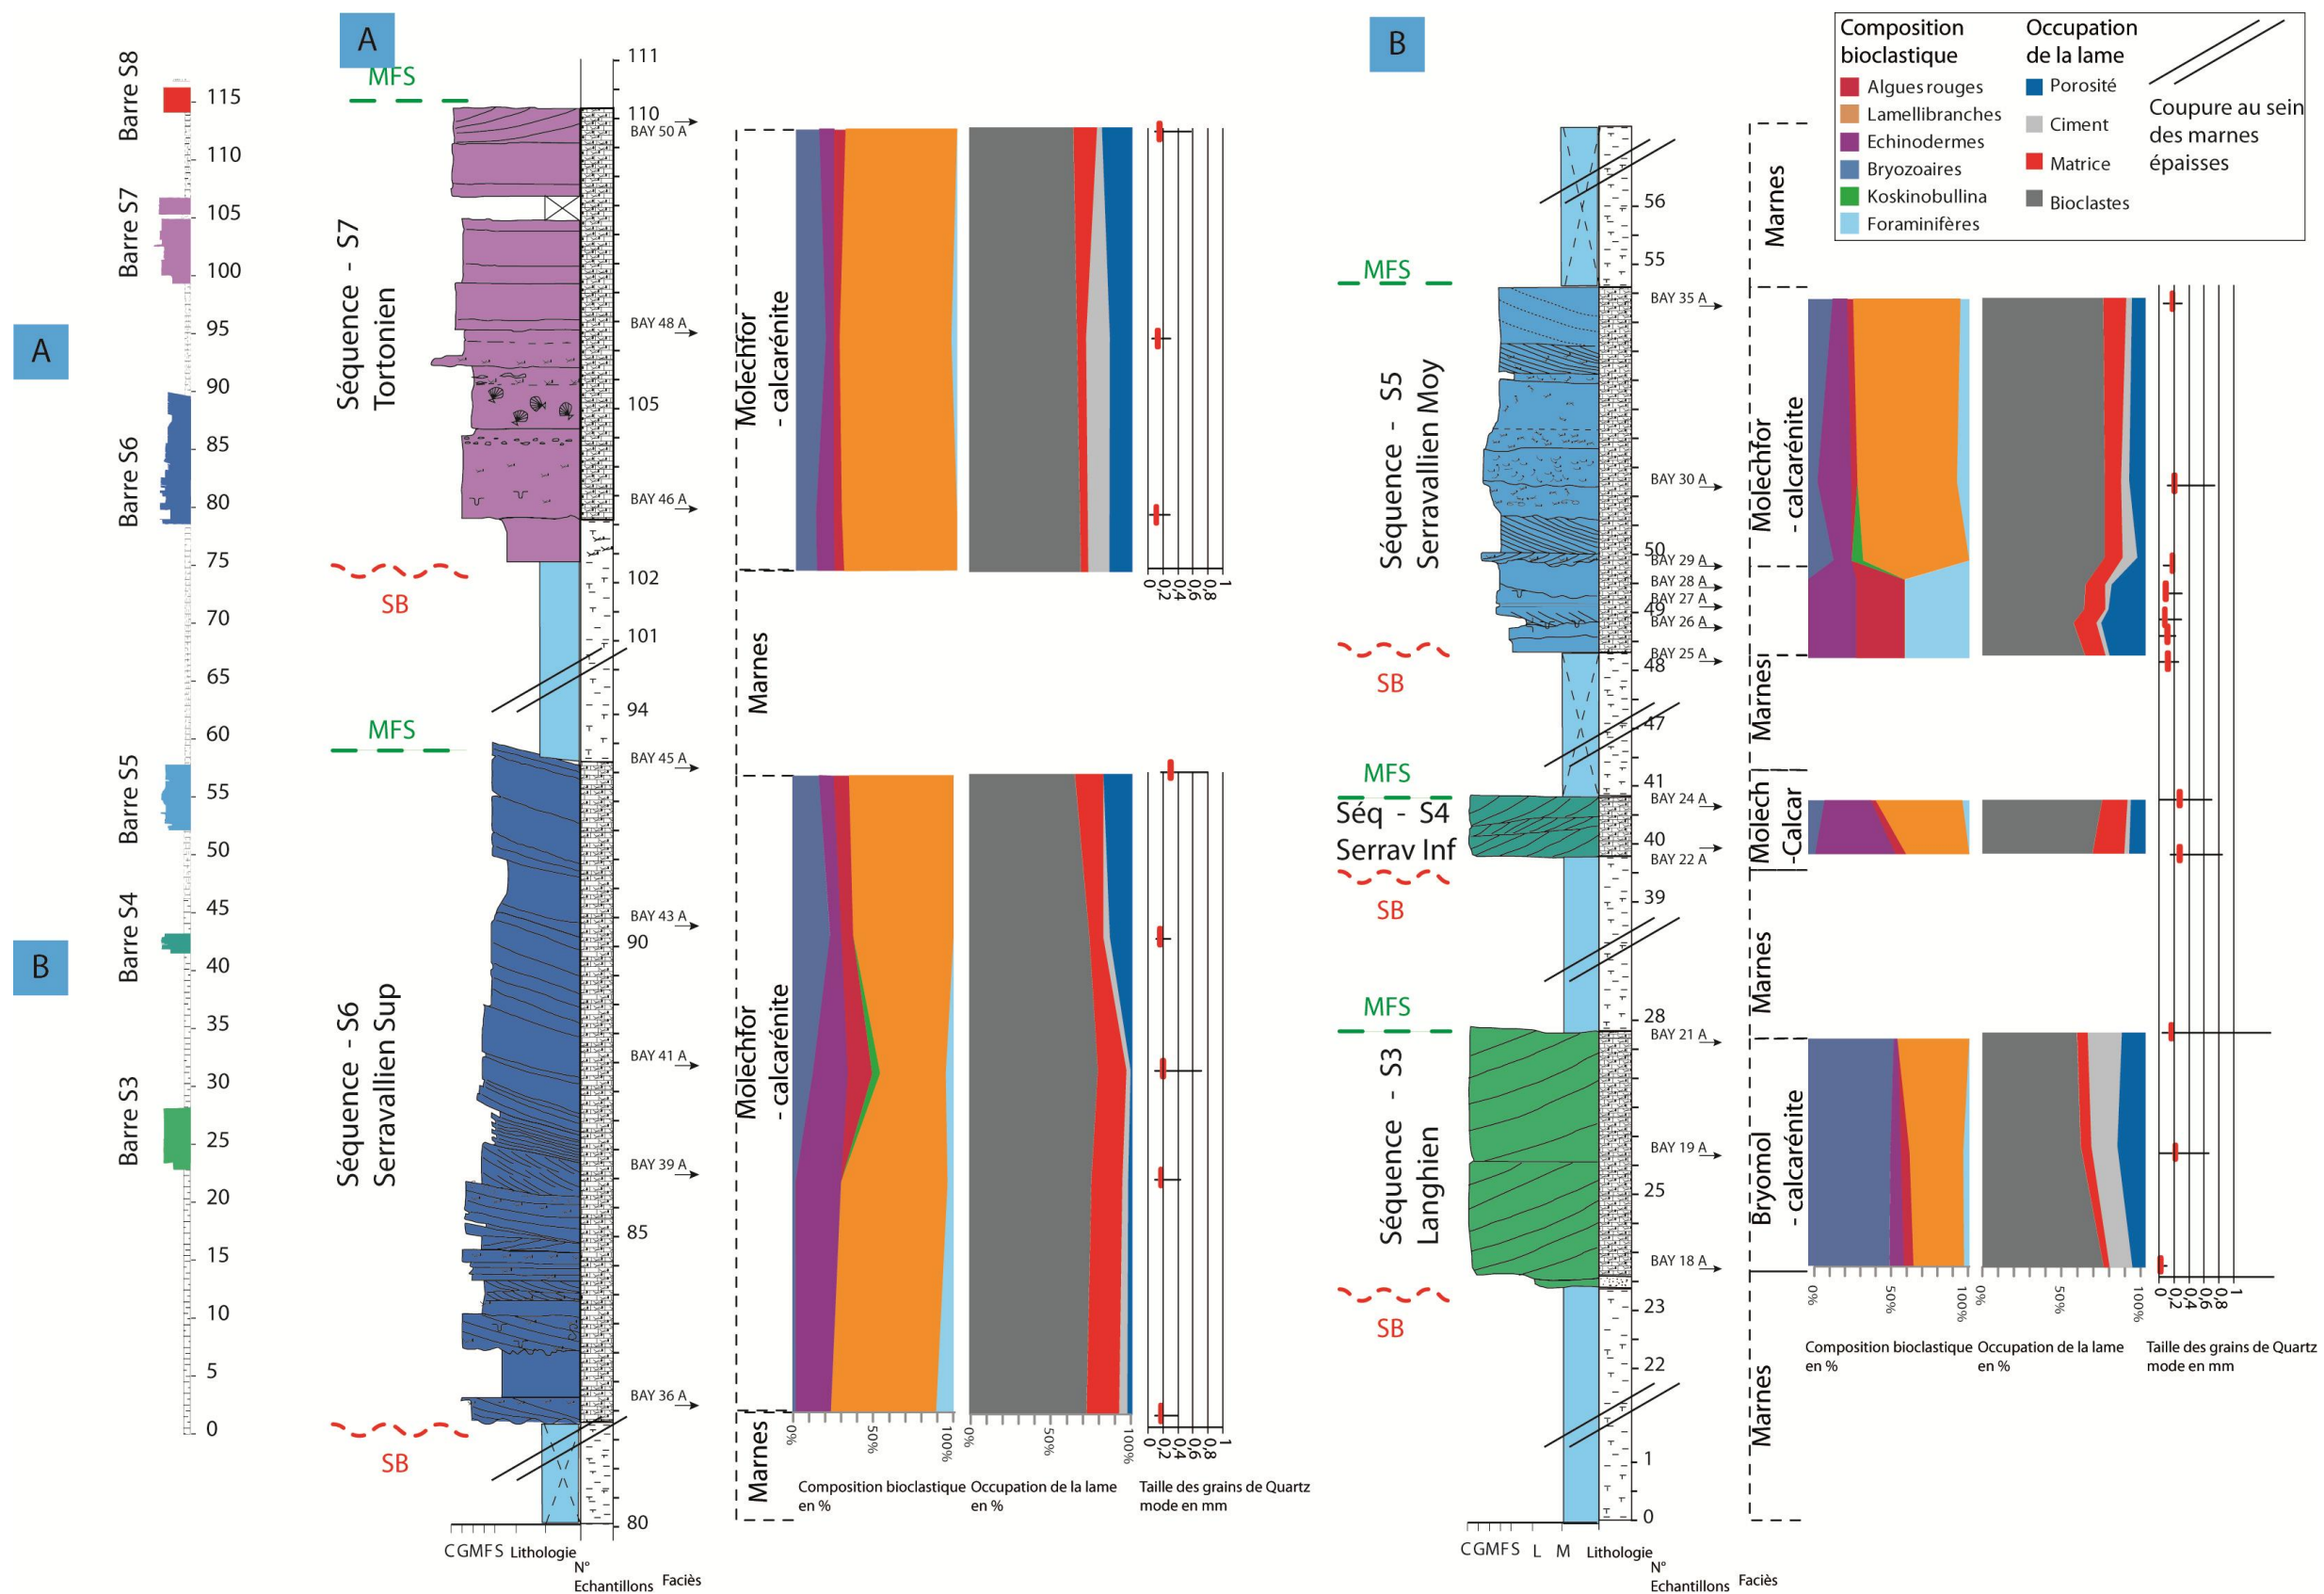 A
Barre S8
Barre S7
Barre S6
Barre S5
Barre S4
Barre S3
A
B
115
110
105
100
95
90
85
80
75
70
65
60
55
50
45
40
35
30
25
20
15
10
5
0
MFS
Séquence - S7
Tortonien
SB
MFS
Séquence - S6
Serravallien Sup
SB
111
110
BAY 50 A
BAY 48 A
105
BAY 46 A
102
101
94
BAY 45 A
BAY 43 A
90
BAY 41 A
BAY 39 A
85
BAY 36 A
80
CGMFS Lithologie
N°
Echantillons Faciès
Molechfor
- calcarénite
Marnes
Molechfor
- calcarénite
Marnes
0 0,2 0,4 0,6 0,8 1
0% 50% 100%
0% 50% 100%
0 0,2 0,4 0,6 0,8 1
Composition bioclastique
en %
Occupation de la lame
en %
Taille des grains de Quartz
mode en mm
B
MFS
Séquence - S5
Serravallien Moy
SB
MFS
Séq - S4
Serrav Inf
SB
MFS
Séquence - S3
Langhien
SB
56
55
BAY 35 A
BAY 30 A
50
BAY 29 A
BAY 28 A
BAY 27 A
49
BAY 26 A
BAY 25 A
48
47
41
BAY 24 A
40
BAY 22 A
39
28
BAY 21 A
BAY 19 A
25
BAY 18 A
23
22
1
0
CGMFS L M Lithologie
N°
Echantillons Faciès
Marnes
Molechfor
- calcarénite
Marnes
Molech
-Calcar
Marnes
Bryomol
- calcarénite
Marnes
0% 50% 100%
0% 50% 100%
0 0,2 0,4 0,6 0,8 1
Composition bioclastique
en %
Occupation de la lame
en %
Taille des grains de Quartz
mode en mm
Composition
bioclastique
Algues rouges
Lamellibranches
Echinodermes
Bryozoaires
Koskinobullina
Foraminifères
Occupation
de la lame
Porosité
Ciment
Matrice
Bioclastes
Coupure au sein
des marnes
épaisses